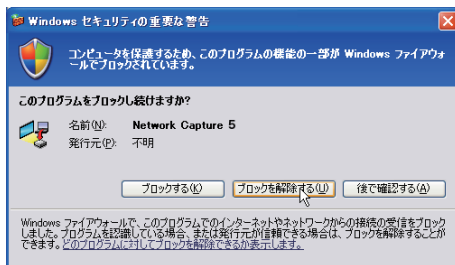 Windows セキュリティの重要な警告
コンピュータを保護するため、このプログラムの機能の一部が Windows ファイアウォ
ールでブロックされています。
このプログラムをブロックし続けますか?
名前(N): Network Capture 5
発行元(P): 不明
ブロックする(K) ブロックを解除する(U) 後で確認する(A)
Windows ファイアウォールで、このプログラムでのインターネットやネットワークからの接続の受信をブロック
しました。プログラムを認識している場合、または発行元が信頼できる場合は、ブロックを解除することが
できます。どのプログラムに対してブロックを解除できるか表示します。